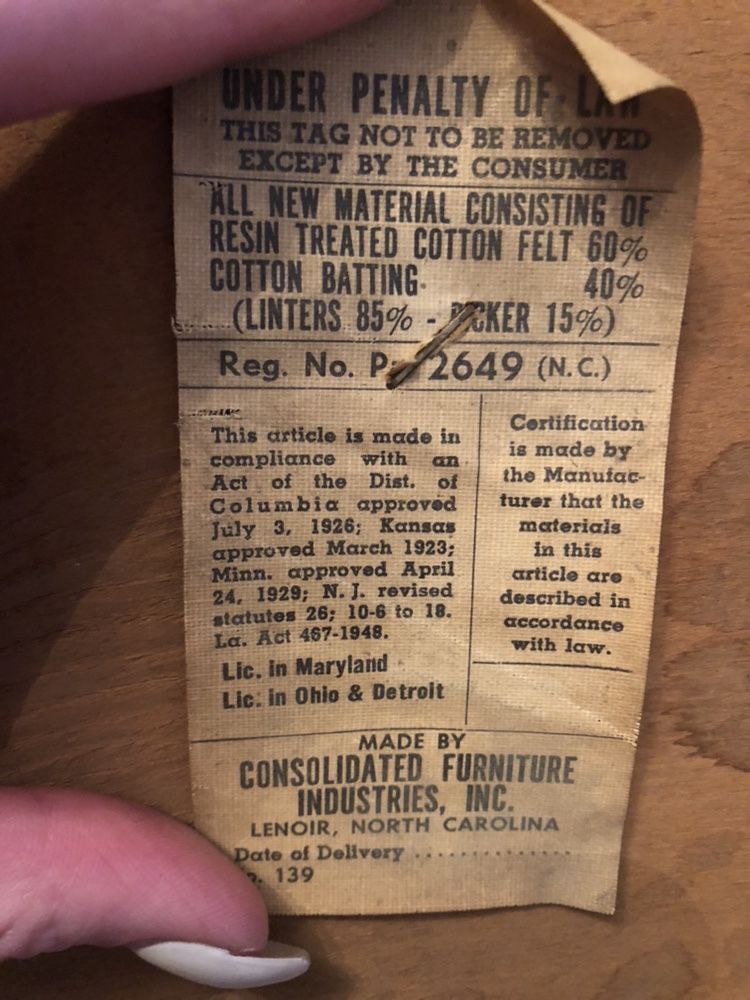 UNDER PENALTY OF LAW
THIS TAG NOT TO BE REMOVED
EXCEPT BY THE CONSUMER
ALL NEW MATERIAL CONSISTING OF
RESIN TREATED COTTON FELT 60%
COTTON BATTING 40%
(LINTERS 85% - PICKER 15%)
Reg. No. P- 2649 (N.C.)
This article is made in
compliance with an
Act of the Dist. of
Columbia approved
July 3, 1926; Kansas
approved March 1923;
Minn. approved April
24, 1929; N. J. revised
statutes 26; 10-6 to 18.
La. Act 467-1948.
Lic. in Maryland
Lic. in Ohio & Detroit
Certification
is made by
the Manufac-
turer that the
materials
in this
article are
described in
accordance
with law.
MADE BY
CONSOLIDATED FURNITURE
INDUSTRIES, INC.
LENOIR, NORTH CAROLINA
Date of Delivery ..............
139